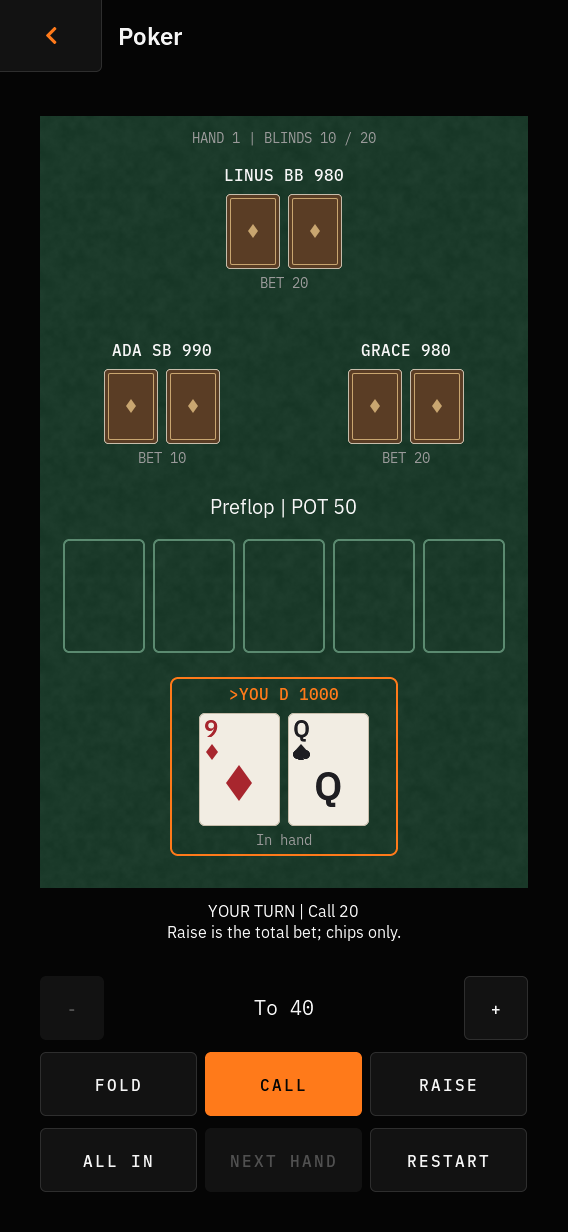 Poker
HAND 1 | BLINDS 10 / 20
LINUS BB 980
BET 20
ADA SB 990
GRACE 980
BET 10
BET 20
Preflop | POT 50
>YOU D 1000
9
Q
Q
In hand
YOUR TURN | Call 20
Raise is the total bet; chips only.
-
To 40
+
FOLD
CALL
RAISE
ALL IN
NEXT HAND
RESTART